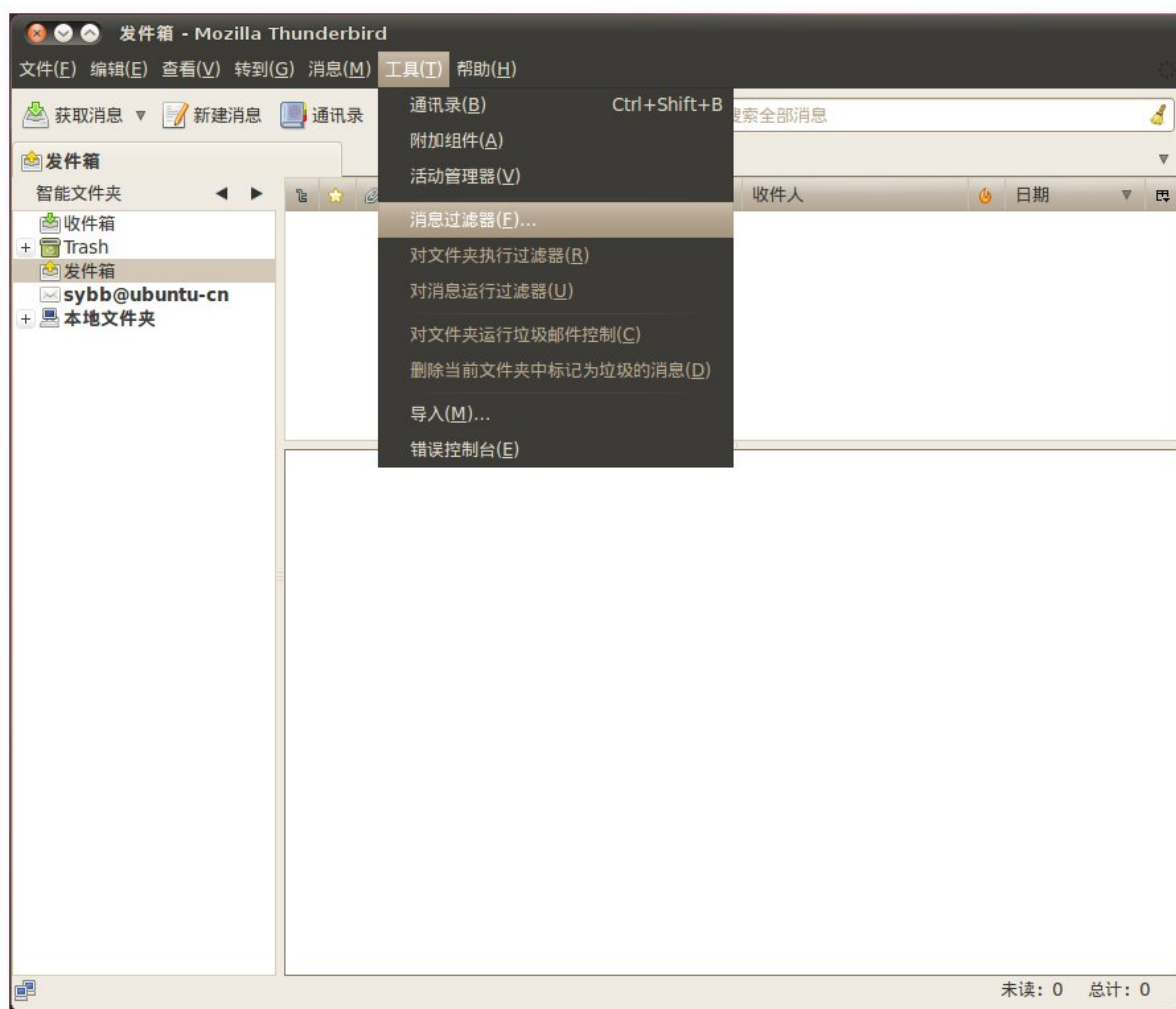 发件箱 - Mozilla Thunderbird
文件(F) 编辑(E) 查看(V) 转到(G) 消息(M) 工具(T) 帮助(H)
获取消息 新建消息 通讯录
搜索全部消息
发件箱
智能文件夹
收件人 日期
收件箱
Trash
发件箱
sybb@ubuntu-cn
本地文件夹
通讯录(B) Ctrl+Shift+B
附加组件(A)
活动管理器(V)
消息过滤器(F)...
对文件夹执行过滤器(R)
对消息运行过滤器(U)
对文件夹运行垃圾邮件控制(C)
删除当前文件夹中标记为垃圾的消息(D)
导入(M)...
错误控制台(E)
未读: 0 总计: 0